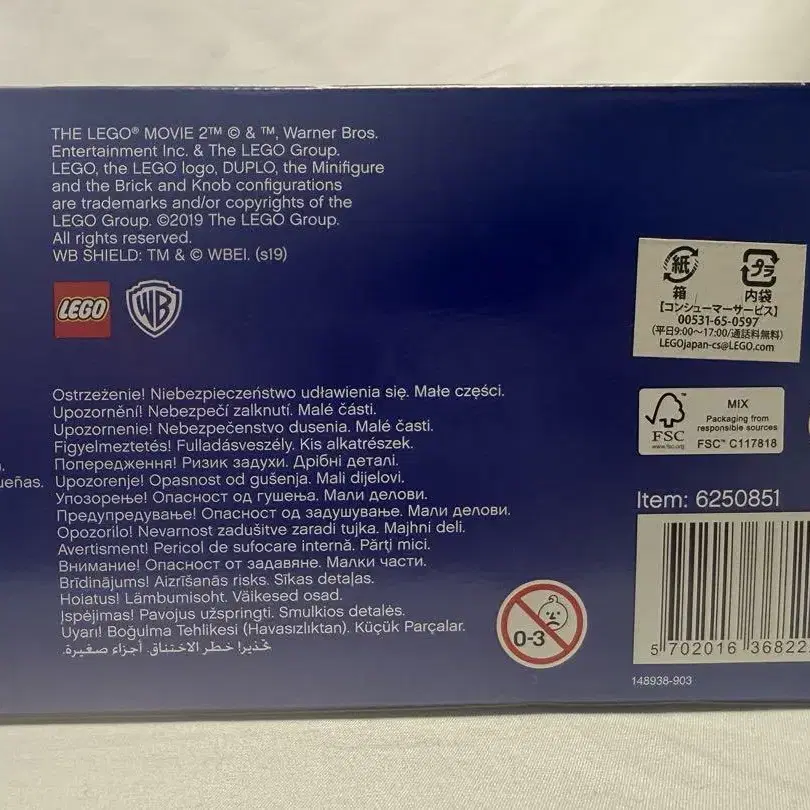 THE LEGO® MOVIE 2™ © & ™, Warner Bros.
Entertainment Inc. & The LEGO Group.
LEGO, the LEGO logo, DUPLO, the Minifigure
and the Brick and Knob configurations
are trademarks and/or copyrights of the
LEGO Group. ©2019 The LEGO Group.
All rights reserved.
WB SHIELD: TM & © WBEI. (s19)
LEGO
WB
ueñas.
Ostrzeżenie! Niebezpieczeństwo udławienia się. Małe części.
Upozornění! Nebezpečí zalknutí. Malé části.
Upozornenie! Nebezpečenstvo dusenia. Malé časti.
Figyelmeztetés! Fulladásveszély. Kis alkatrészek.
Попередження! Ризик задухи. Дрібні деталі.
Upozorenje! Opasnost od gušenja. Mali dijelovi.
Упозорење! Опасност од гушења. Мали делови.
Предупредување! Опасност од задушување. Мали делови.
Opozorilo! Nevarnost zadušitve zaradi tujka. Majhni deli.
Avertisment! Pericol de sufocare internă. Părți mici.
Внимание! Опасност от задавяне. Малки части.
Brīdinājums! Aizrīšanās risks. Sīkas detaļas.
Hoiatus! Lämbumisoht. Väikesed osad.
Įspėjimas! Pavojus užspringti. Smulkios detalės.
Uyarı! Boğulma Tehlikesi (Havasızlıktan). Küçük Parçalar.
تحذير! خطر الاختناق. أجزاء صغيرة.
0-3
紙 プラ
箱 内袋
【コンシューマーサービス】
00531-65-0597
(平日9:00〜17:00/通話料無料)
LEGOjapan-cs@LEGO.com
FSC
www.fsc.org
MIX
Packaging from
responsible sources
FSC™ C117818
Item: 6250851
5 702016 36822
148938-903